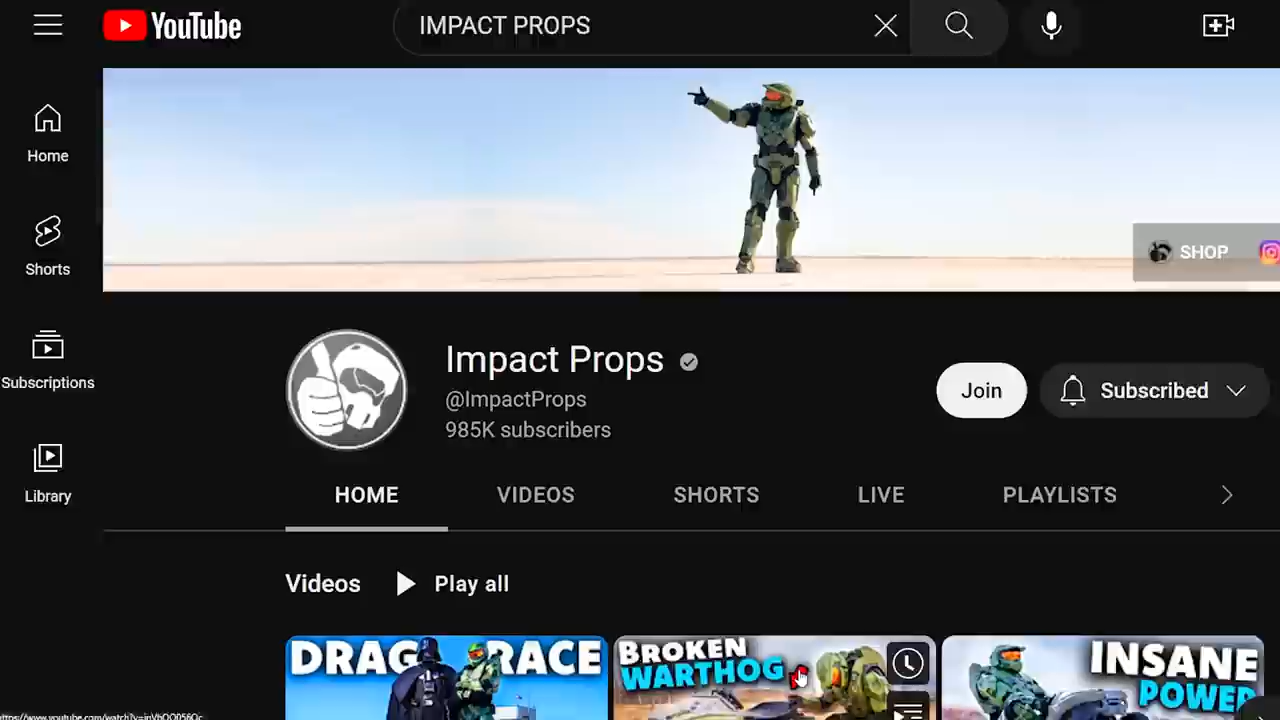 YouTube
IMPACT PROPS
Home
Shorts
Subscriptions
Library
SHOP
Impact Props
@ImpactProps
985K subscribers
Join
Subscribed
HOME
VIDEOS
SHORTS
LIVE
PLAYLISTS
Videos
Play all
DRAG RACE
BROKEN
WARTHOG
INSANE
POWER